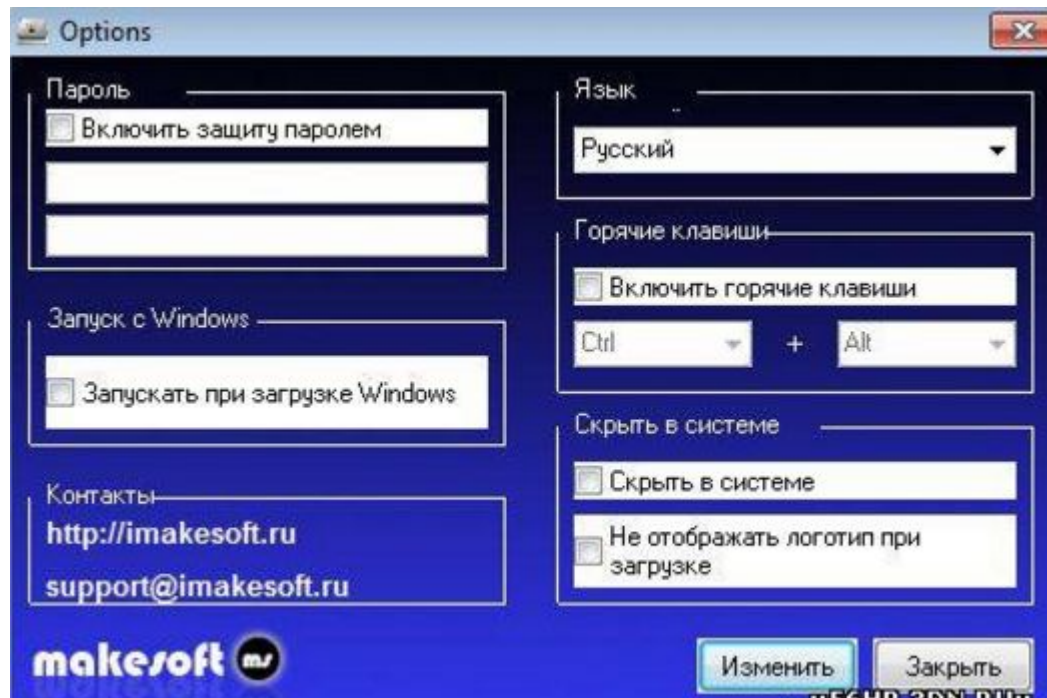 Options
Пароль
Включить защиту паролем
Запуск с Windows
Запускать при загрузке Windows
Контакты
http://imakesoft.ru
support@imakesoft.ru
makesoft ms
Язык
Русский
Горячие клавиши
Включить горячие клавиши
Ctrl + Alt
Скрыть в системе
Скрыть в системе
Не отображать логотип при
загрузке
Изменить Закрыть